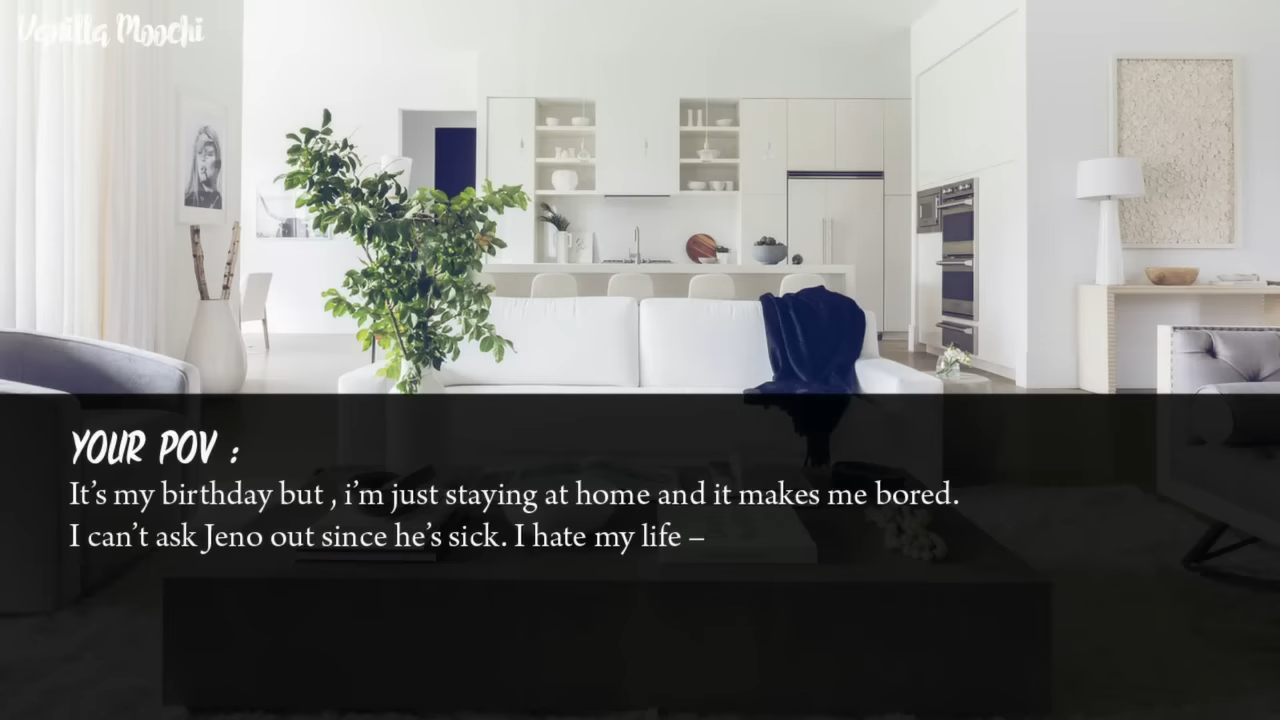 Vanilla Moochi
YOUR POV :
It's my birthday but , i'm just staying at home and it makes me bored.
I can't ask Jeno out since he's sick. I hate my life –